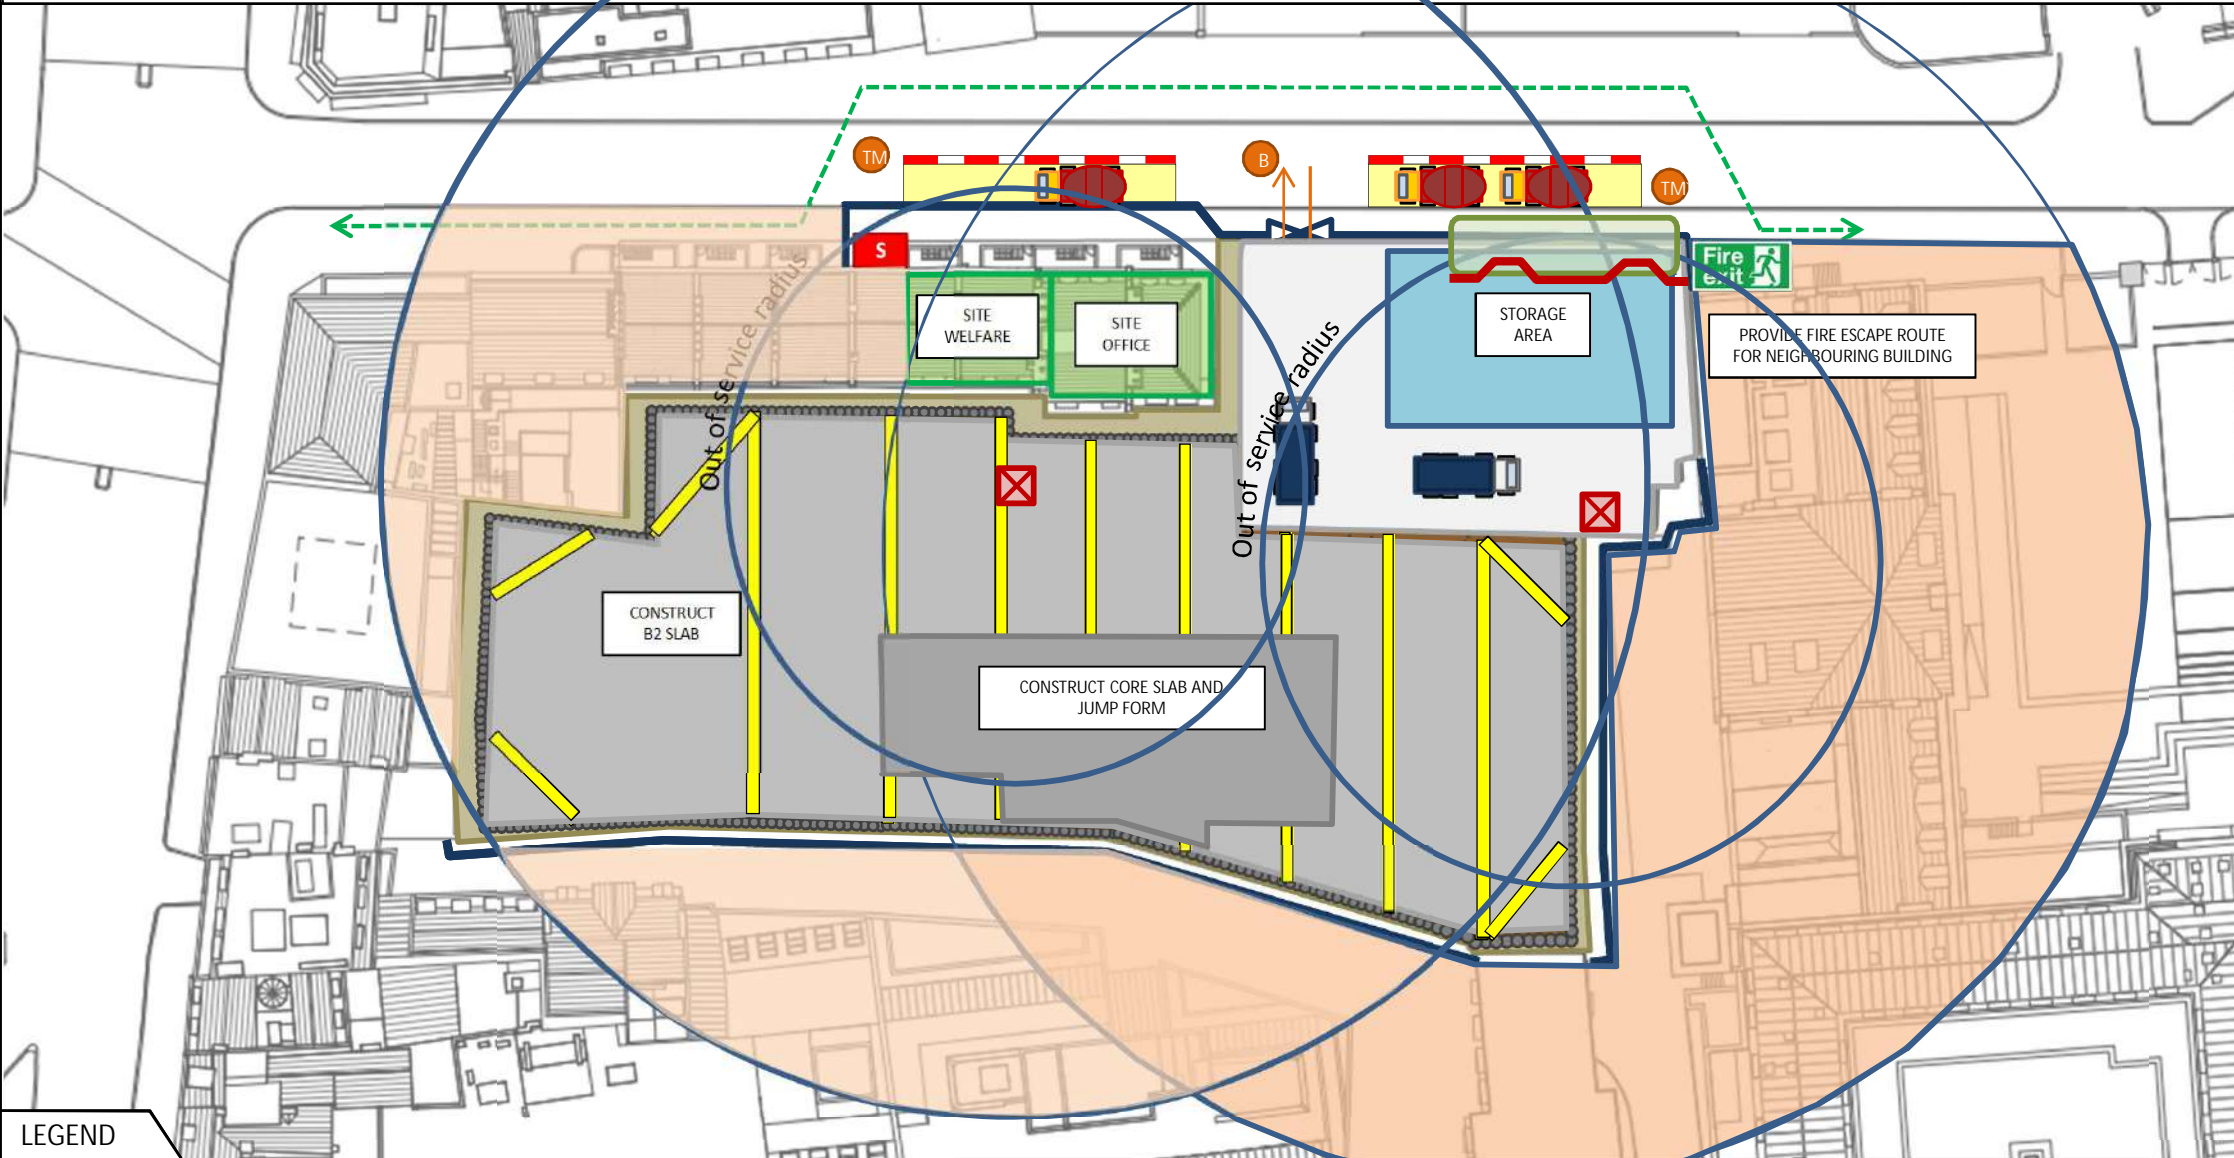 TM
B
TM
S
Fire
exit
SITE
WELFARE
SITE
OFFICE
STORAGE
AREA
PROVIDE FIRE ESCAPE ROUTE
FOR NEIGHBOURING BUILDING
Out of service radius
Out of service radius
CONSTRUCT
B2 SLAB
CONSTRUCT CORE SLAB AND
JUMP FORM
LEGEND